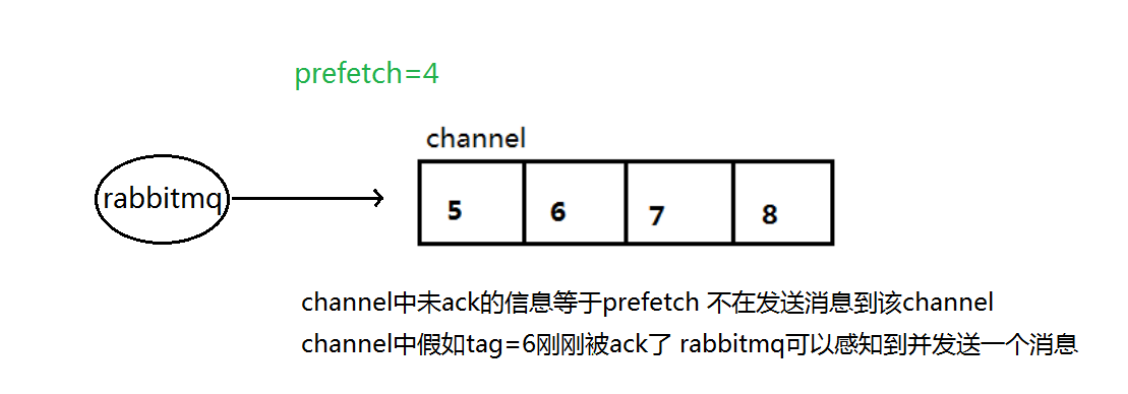 prefetch=4
channel
rabbitmq
5 6 7 8
channel中未ack的信息等于prefetch 不在发送消息到该channel
channel中假如tag=6刚刚被ack了 rabbitmq可以感知到并发送一个消息